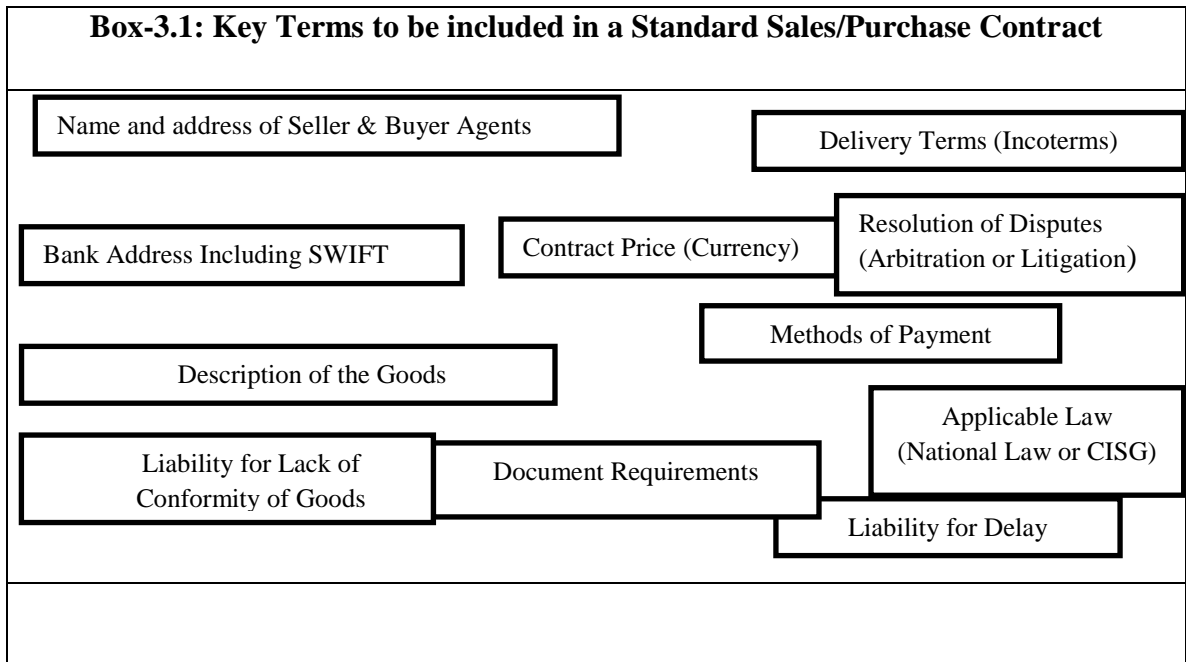 Box-3.1: Key Terms to be included in a Standard Sales/Purchase Contract
Name and address of Seller & Buyer Agents
Delivery Terms (Incoterms)
Bank Address Including SWIFT
Contract Price (Currency)
Resolution of Disputes
(Arbitration or Litigation)
Methods of Payment
Description of the Goods
Applicable Law
(National Law or CISG)
Liability for Lack of
Conformity of Goods
Document Requirements
Liability for Delay